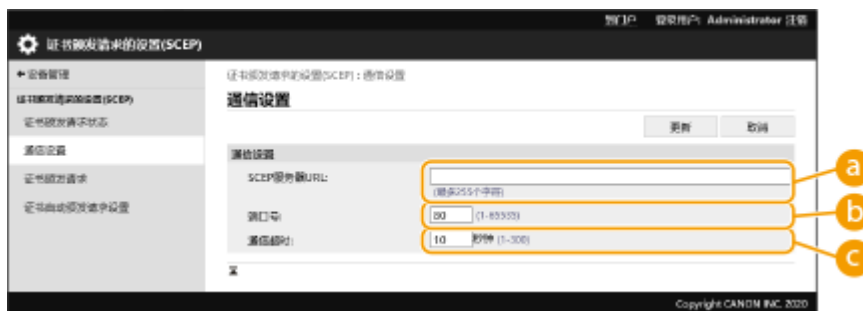 到门户 登录用户: Administrator 注销
证书颁发请求的设置(SCEP)
设备管理
证书颁发请求的设置(SCEP) : 通信设置
证书颁发请求的设置(SCEP)
通信设置
证书颁发请求状态
更新 取消
通信设置
通信设置
证书颁发请求
SCEP服务器URL:
(最多255个字符)
a
证书自动颁发请求设置
端口号:
80 (1-65535)
b
通信超时:
10 秒钟 (1-300)
c
Copyright CANON INC. 2020